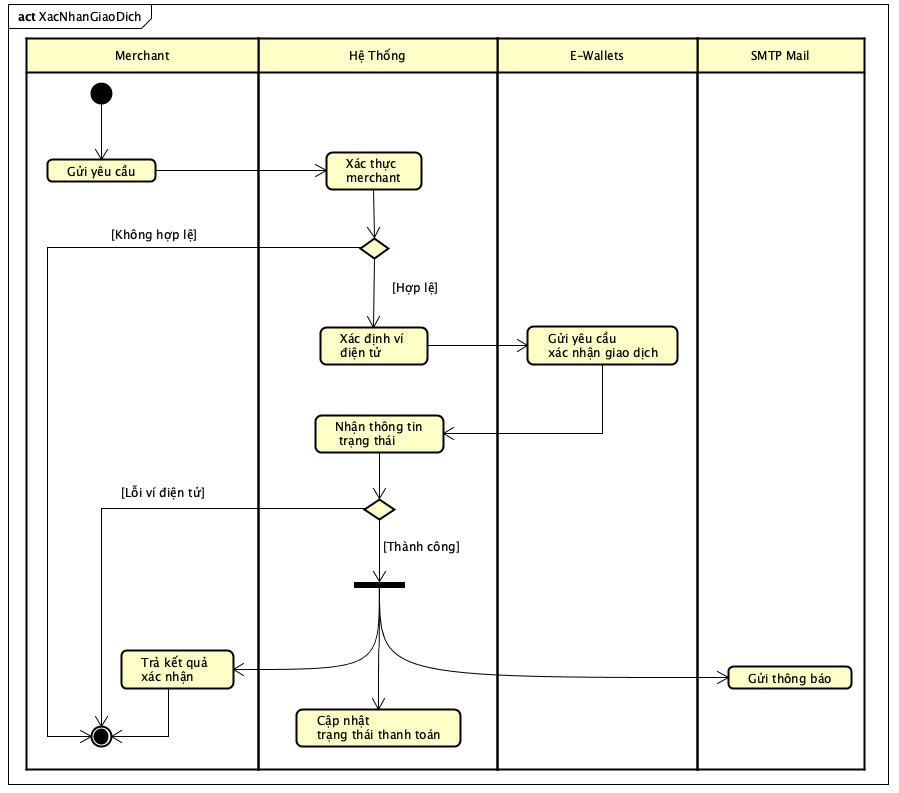 act XacNhanGiaoDich
Merchant
Hệ Thống
E-Wallets
SMTP Mail
Gửi yêu cầu
Xác thực
merchant
[Không hợp lệ]
[Hợp lệ]
Xác định ví
điện tử
Gửi yêu cầu
xác nhận giao dịch
Nhận thông tin
trạng thái
[Lỗi ví điện tử]
[Thành công]
Trả kết quả
xác nhận
Gửi thông báo
Cập nhật
trạng thái thanh toán